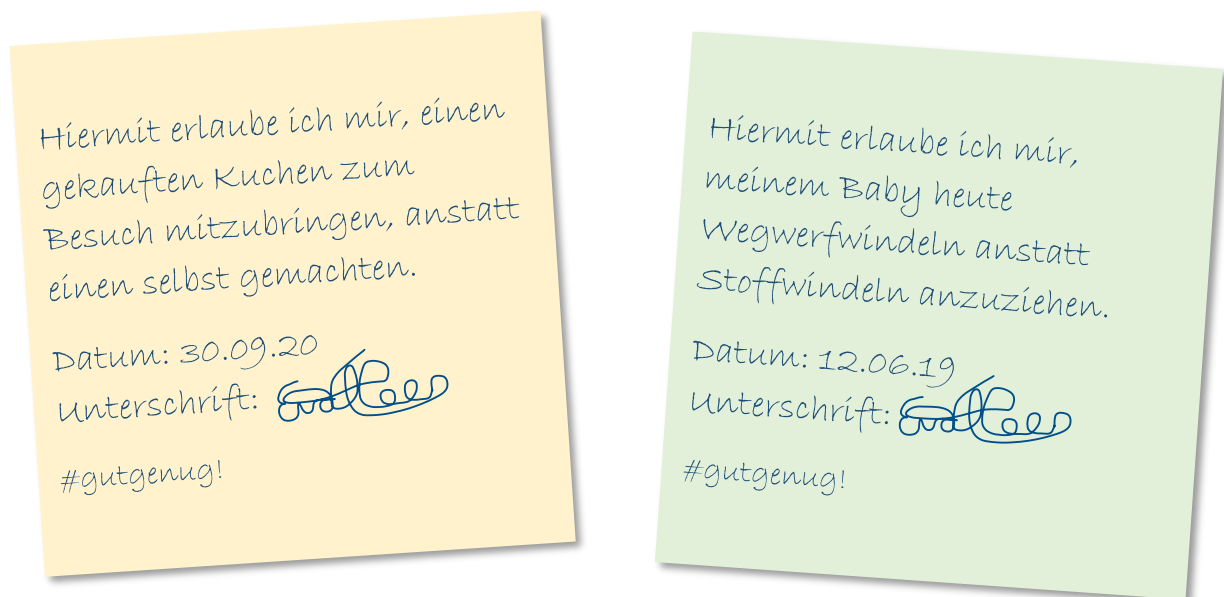 Hiermit erlaube ich mir, einen
gekauften Kuchen zum
Besuch mitzubringen, anstatt
einen selbst gemachten.
Datum: 30.09.20
Unterschrift:
#gutgenug!
Hiermit erlaube ich mir,
meinem Baby heute
Wegwerfwindeln anstatt
Stoffwindeln anzuziehen.
Datum: 12.06.19
Unterschrift:
#gutgenug!